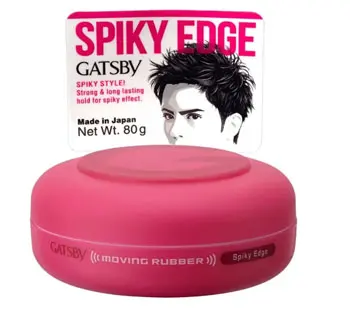 SPIKY EDGE
GATSBY
SPIKY STYLE!
Strong & long lasting
hold for spiky effect.
Made in Japan
Net Wt. 80g
GATSBY (((MOVING RUBBER))) Spiky Edge